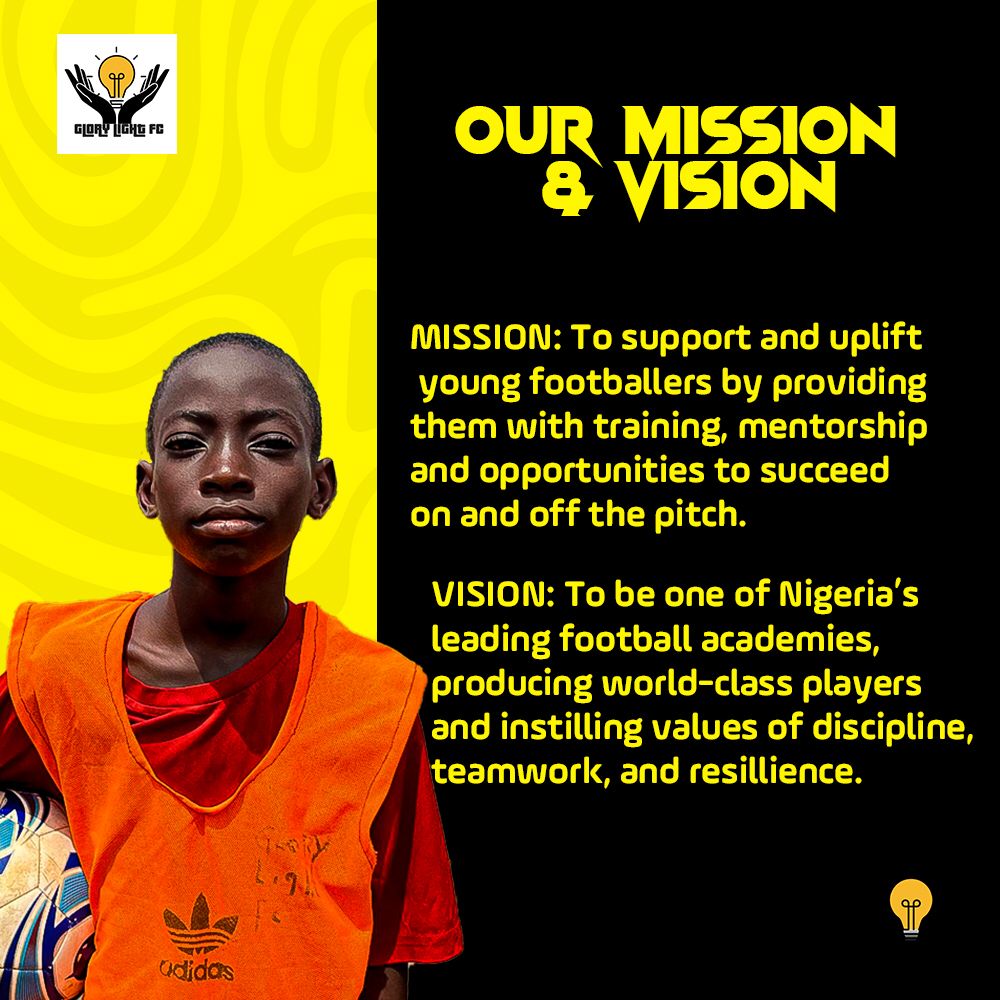 GLORY LIGHT FC
OUR MISSION
& VISION
MISSION: To support and uplift
young footballers by providing
them with training, mentorship
and opportunities to succeed
on and off the pitch.
VISION: To be one of Nigeria's
leading football academies,
producing world-class players
and instilling values of discipline,
teamwork, and resillience.
adidas